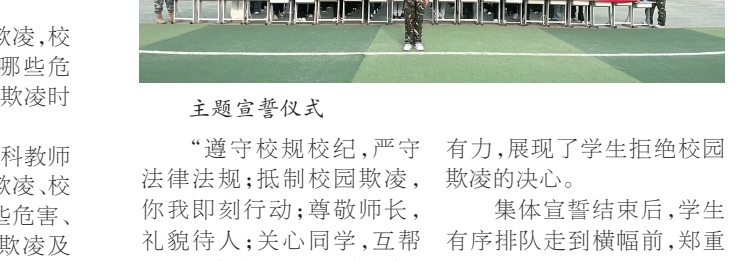 欺凌,校
哪些危
欺凌时
科教师
欺凌、校
些危害、
欺凌及
主题宣誓仪式
“遵守校规校纪,严守
法律法规;抵制校园欺凌,
你我即刻行动;尊敬师长,
礼貌待人;关心同学,互帮
有力,展现了学生拒绝校园
欺凌的决心。
集体宣誓结束后,学生
有序排队走到横幅前,郑重